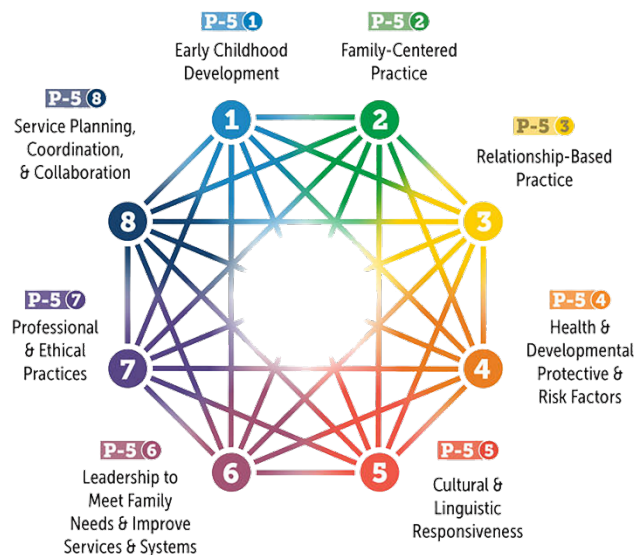 P-5 1
Early Childhood
Development
P-5 2
Family-Centered
Practice
P-5 8
Service Planning,
Coordination,
& Collaboration
P-5 3
Relationship-Based
Practice
1
2
8
3
7
4
6
5
P-5 7
Professional
& Ethical
Practices
P-5 4
Health &
Developmental
Protective &
Risk Factors
P-5 6
Leadership to
Meet Family
Needs & Improve
Services & Systems
P-5 5
Cultural &
Linguistic
Responsiveness